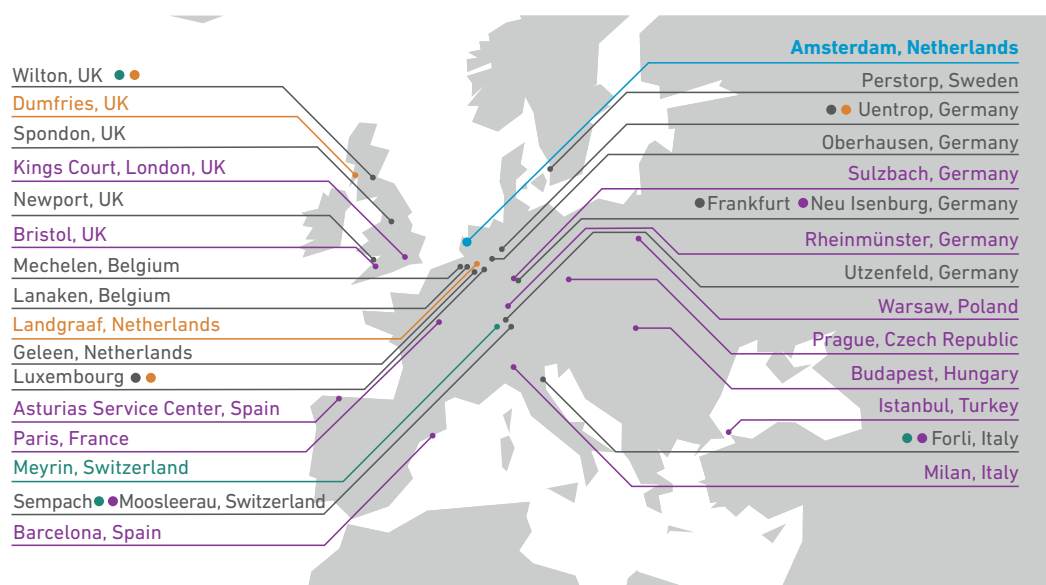 Wilton, UK
Dumfries, UK
Spondon, UK
Kings Court, London, UK
Newport, UK
Bristol, UK
Mechelen, Belgium
Lanaken, Belgium
Landgraaf, Netherlands
Geleen, Netherlands
Luxembourg
Asturias Service Center, Spain
Paris, France
Meyrin, Switzerland
Sempach Moosleerau, Switzerland
Barcelona, Spain
Amsterdam, Netherlands
Perstorp, Sweden
Uentrop, Germany
Oberhausen, Germany
Sulzbach, Germany
Frankfurt Neu Isenburg, Germany
Rheinmünster, Germany
Utzenfeld, Germany
Warsaw, Poland
Prague, Czech Republic
Budapest, Hungary
Istanbul, Turkey
Forli, Italy
Milan, Italy